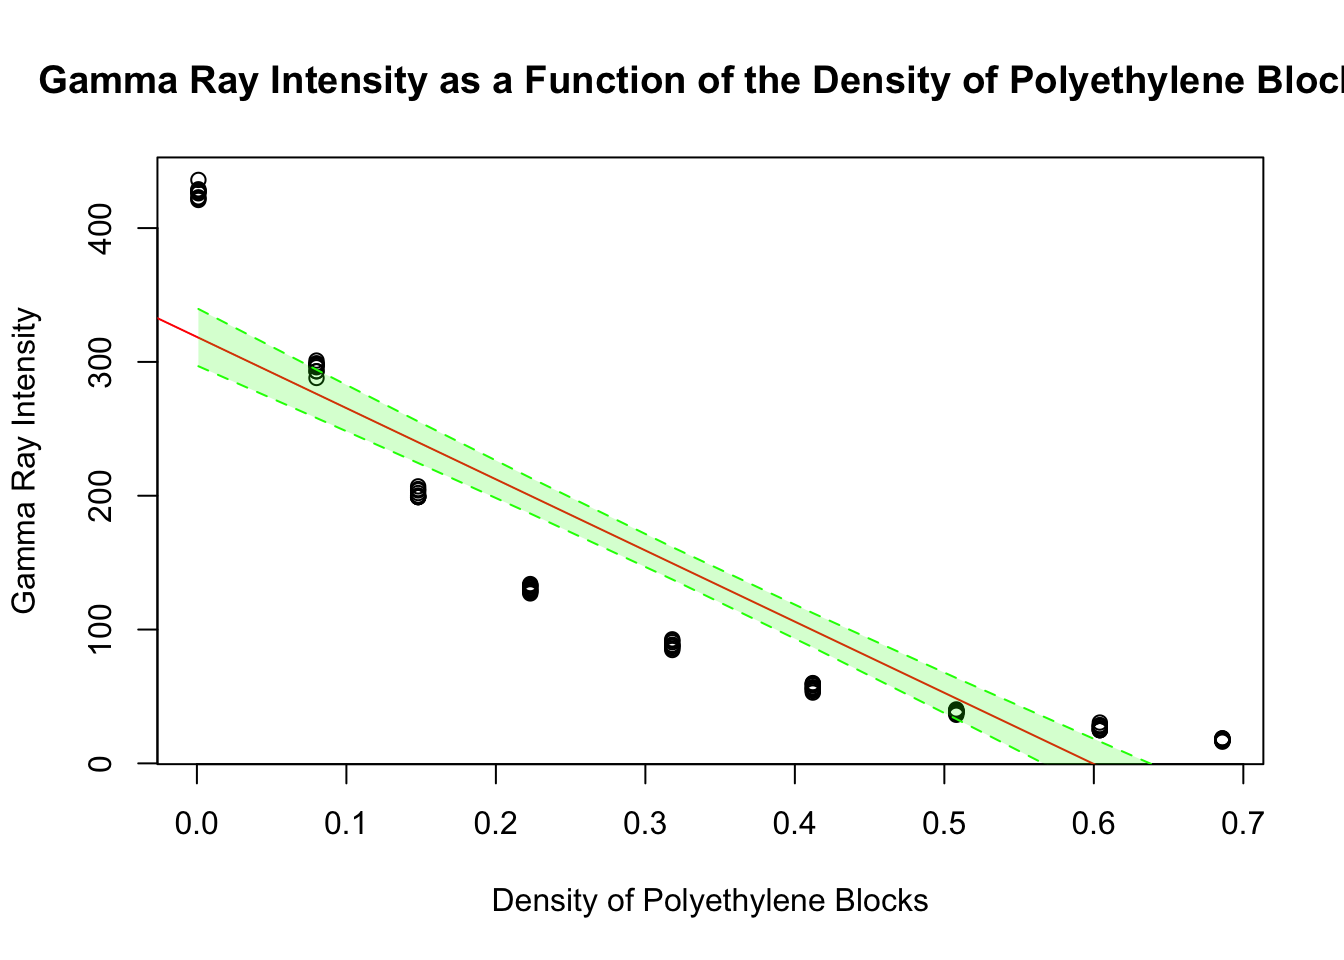 Gamma Ray Intensity as a Function of the Density of Polyethylene
Gamma Ray Intensity
400
300
200
100
0
0.0 0.1 0.2 0.3 0.4 0.5 0.6 0.7
Density of Polyethylene Blocks